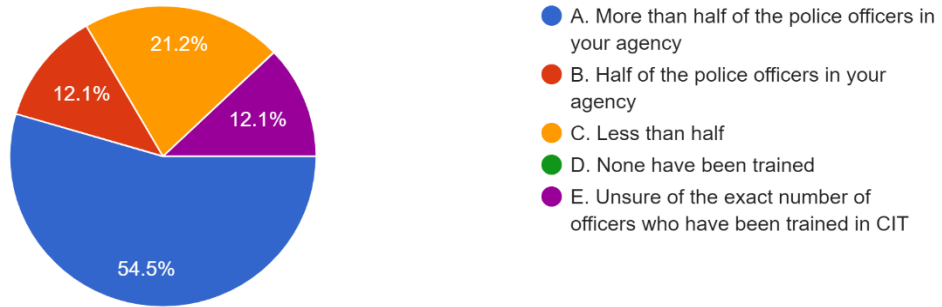 21.2%
12.1%
12.1%
54.5%
A. More than half of the police officers in
your agency
B. Half of the police officers in your
agency
C. Less than half
D. None have been trained
E. Unsure of the exact number of
officers who have been trained in CIT